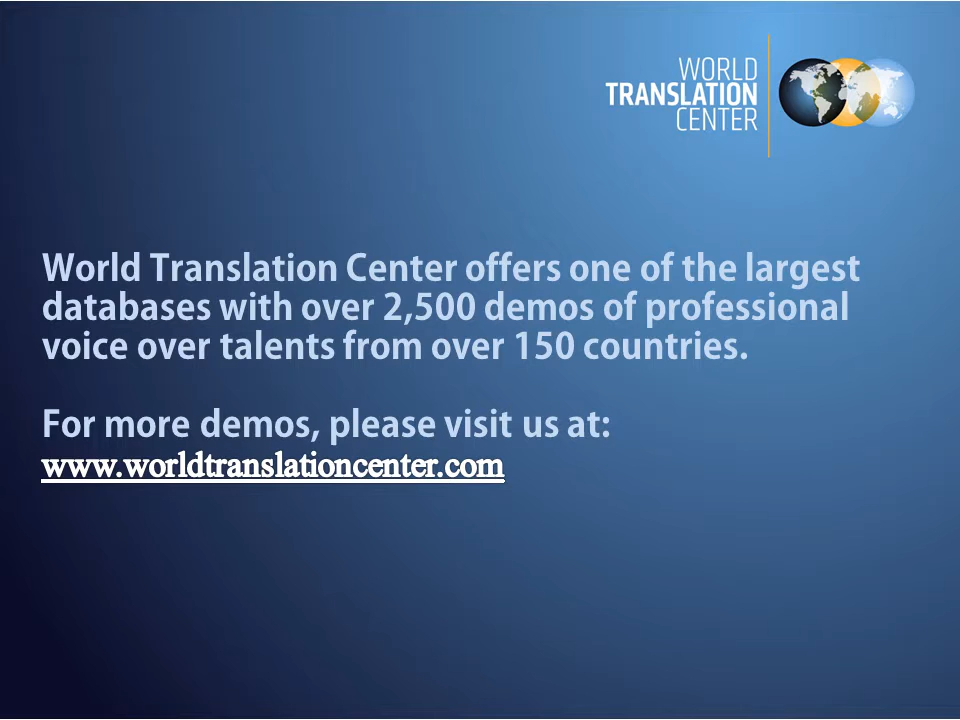 WORLD
TRANSLATION
CENTER
World Translation Center offers one of the largest
databases with over 2,500 demos of professional
voice over talents from over 150 countries.
For more demos, please visit us at:
www.worldtranslationcenter.com